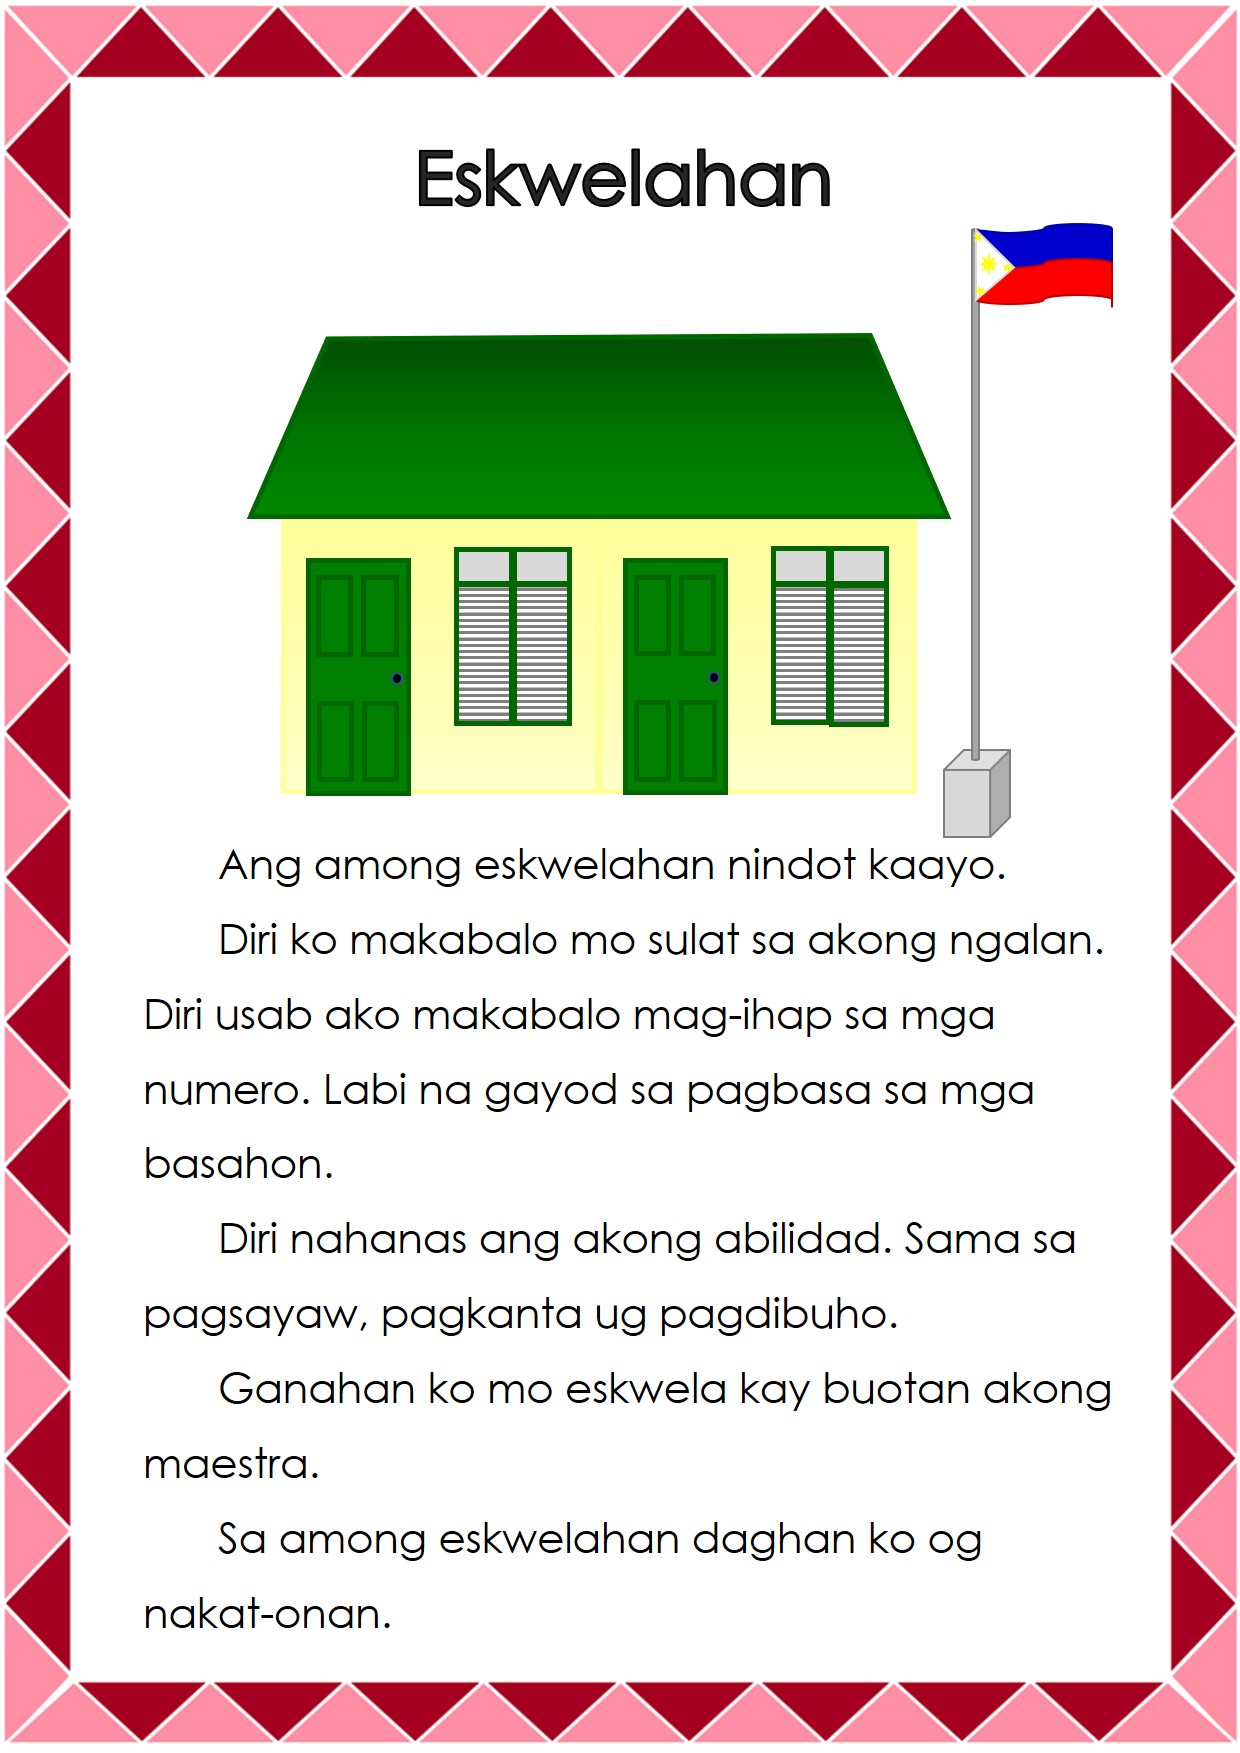 Eskwelahan
Ang among eskwelahan nindot kaayo.
Diri ko makabalo mo sulat sa akong ngalan.
Diri usab ako makabalo mag-ihap sa mga
numero. Labi na gayod sa pagbasa sa mga
basahon.
Diri nahanas ang akong abilidad. Sama sa
pagsayaw, pagkanta ug pagdibuho.
Ganahan ko mo eskwela kay buotan akong
maestra.
Sa among eskwelahan daghan ko og
nakat-onan.